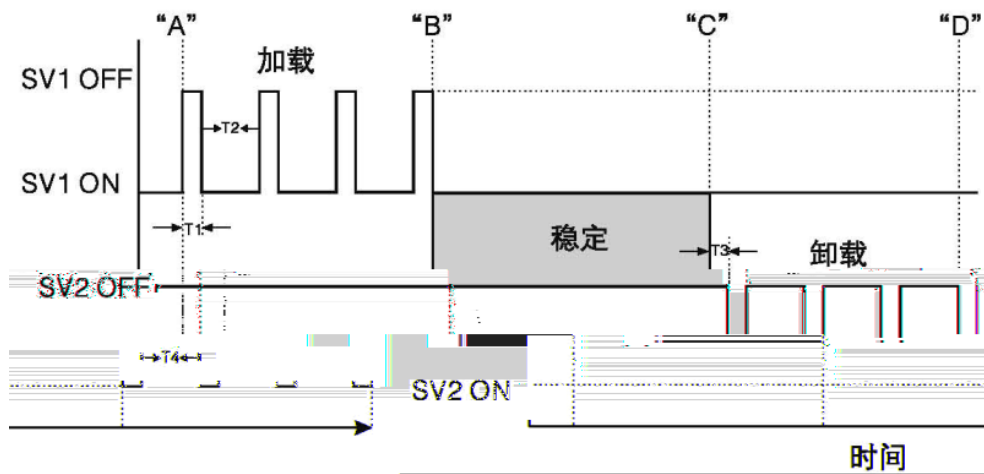 “A” “B” “C” “D”
加载
SV1 OFF
T2
SV1 ON
T1
稳定
T3
卸载
SV2 OFF
T4
SV2 ON
时间